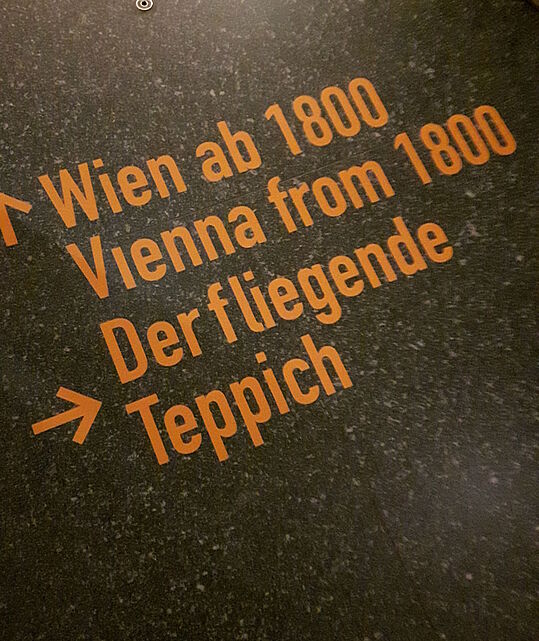 ↑ Wien ab 1800
Vienna from 1800
Der fliegende
→ Teppich